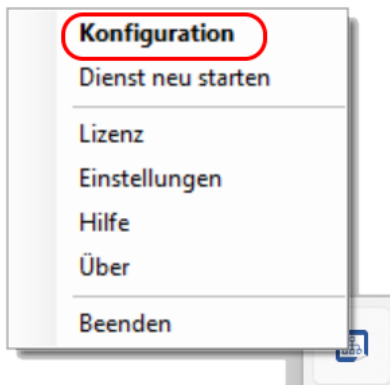 Konfiguration
Dienst neu starten
Lizenz
Einstellungen
Hilfe
Über
Beenden